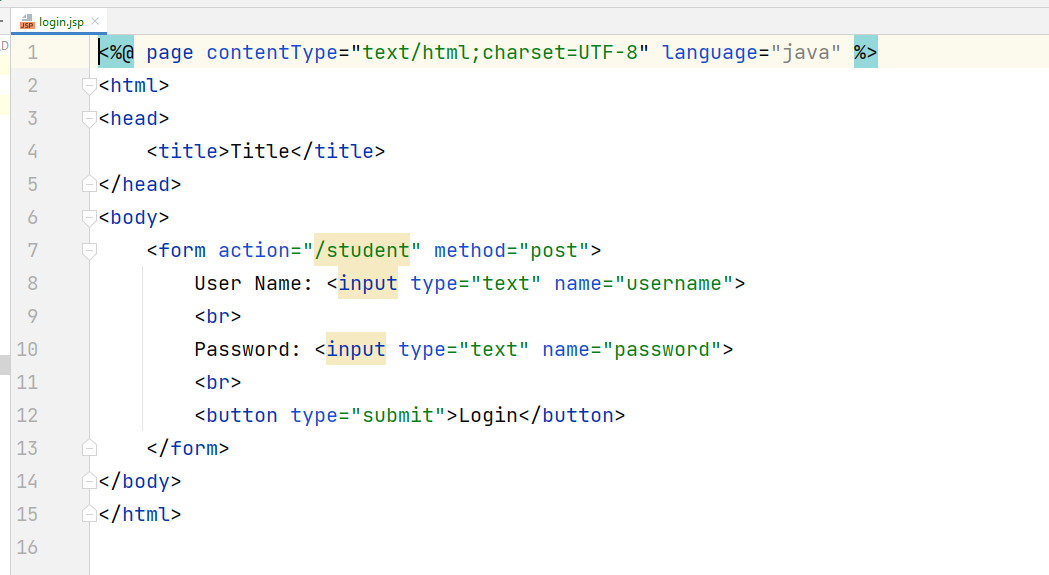 login.jsp
1 <%@ page contentType="text/html;charset=UTF-8" language="java" %>
2 <html>
3 <head>
4     <title>Title</title>
5 </head>
6 <body>
7     <form action="/student" method="post">
8         User Name: <input type="text" name="username">
9         <br>
10         Password: <input type="text" name="password">
11         <br>
12         <button type="submit">Login</button>
13     </form>
14 </body>
15 </html>
16